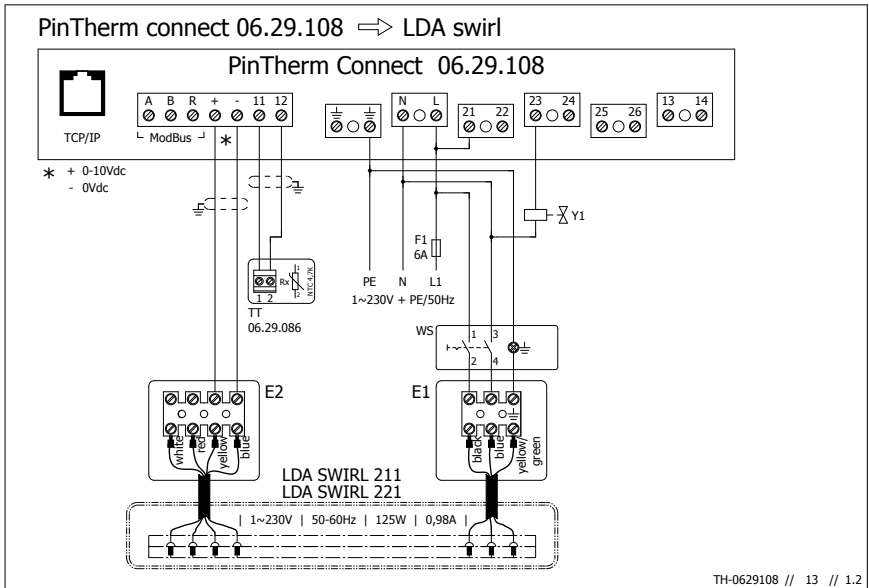 PinTherm connect 06.29.108 ⇨ LDA swirl
PinTherm Connect 06.29.108
TCP/IP
A B R + - 11 12
ModBus
*
N L
21 22
23 24
25 26
13 14
* + 0-10Vdc
- 0Vdc
Y1
F1
6A
Rx
1
2
NTC 4,7K
1 2
TT
06.29.086
PE N L1
1~230V + PE/50Hz
WS
1 3
2 4
E2
E1
white
red
yellow
blue
black
blue
yellow/
green
LDA SWIRL 211
LDA SWIRL 221
| 1~230V | 50-60Hz | 125W | 0,98A |
TH-0629108 // 13 // 1.2